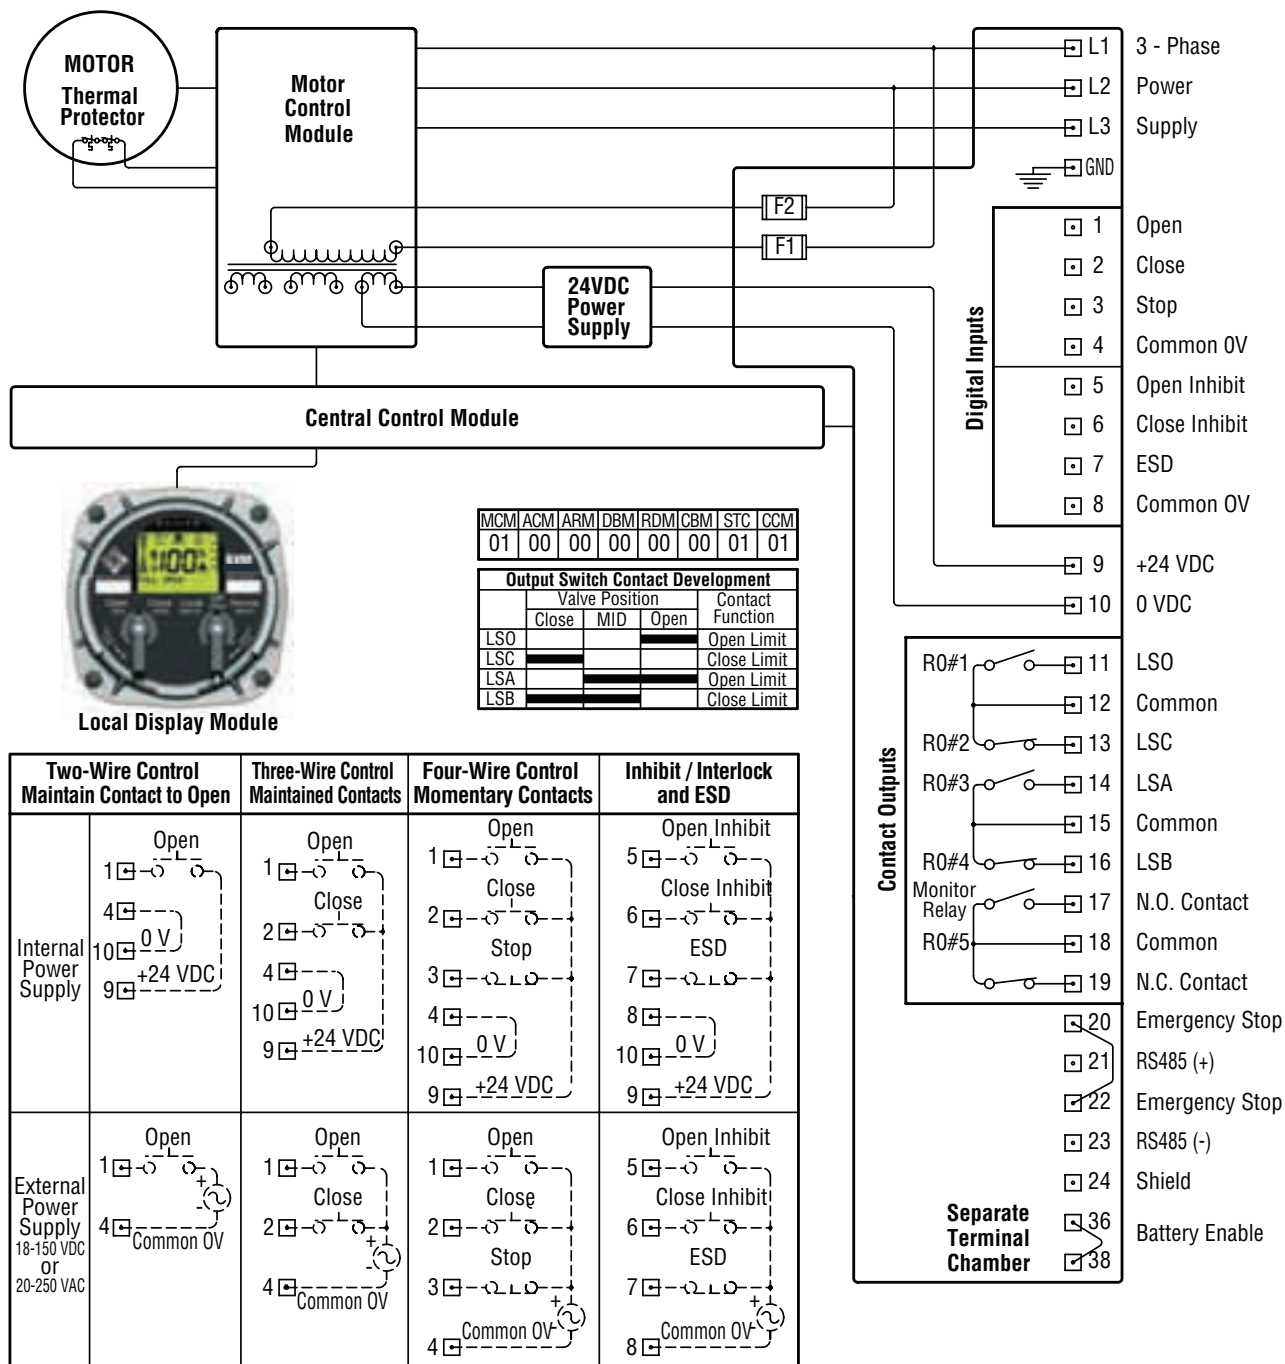 MOTOR
Thermal
Protector
Motor
Control
Module
L1 3 - Phase
L2 Power
L3 Supply
GND
F2
F1
24VDC
Power
Supply
Digital Inputs
1 Open
2 Close
3 Stop
4 Common 0V
5 Open Inhibit
6 Close Inhibit
7 ESD
8 Common OV
9 +24 VDC
10 0 VDC
Central Control Module
100
Local Display Module
MCM ACM ARM DBM RDM CBM STC CCM
01 00 00 00 00 00 01 01
Output Switch Contact Development
Valve Position Contact
Close MID Open Function
LSO Open Limit
LSC Close Limit
LSA Open Limit
LSB Close Limit
Contact Outputs
RO#1 11 LSO
12 Common
RO#2 13 LSC
RO#3 14 LSA
15 Common
RO#4 16 LSB
Monitor
Relay
17 N.O. Contact
RO#5 18 Common
19 N.C. Contact
20 Emergency Stop
21 RS485 (+)
22 Emergency Stop
23 RS485 (-)
24 Shield
Separate
Terminal
Chamber
36
Battery Enable
38
Two-Wire Control
Maintain Contact to Open
Three-Wire Control
Maintained Contacts
Four-Wire Control
Momentary Contacts
Inhibit / Interlock
and ESD
Internal
Power
Supply
Open
1
4
10 0 V
9 +24 VDC
Open
1
Close
2
4
10 0 V
9 +24 VDC
Open
1
Close
2
Stop
3
4
10 0 V
9 +24 VDC
Open Inhibit
5
Close Inhibit
6
ESD
7
8
10 0 V
9 +24 VDC
External
Power
Supply
18-150 VDC
or
20-250 VAC
Open
1
+
-
4 Common OV
Open
1
Close
2
+
-
4 Common OV
Open
1
Close
2
Stop
3
+
-
4 Common OV
Open Inhibit
5
Close Inhibit
6
ESD
7
+
-
8 Common OV